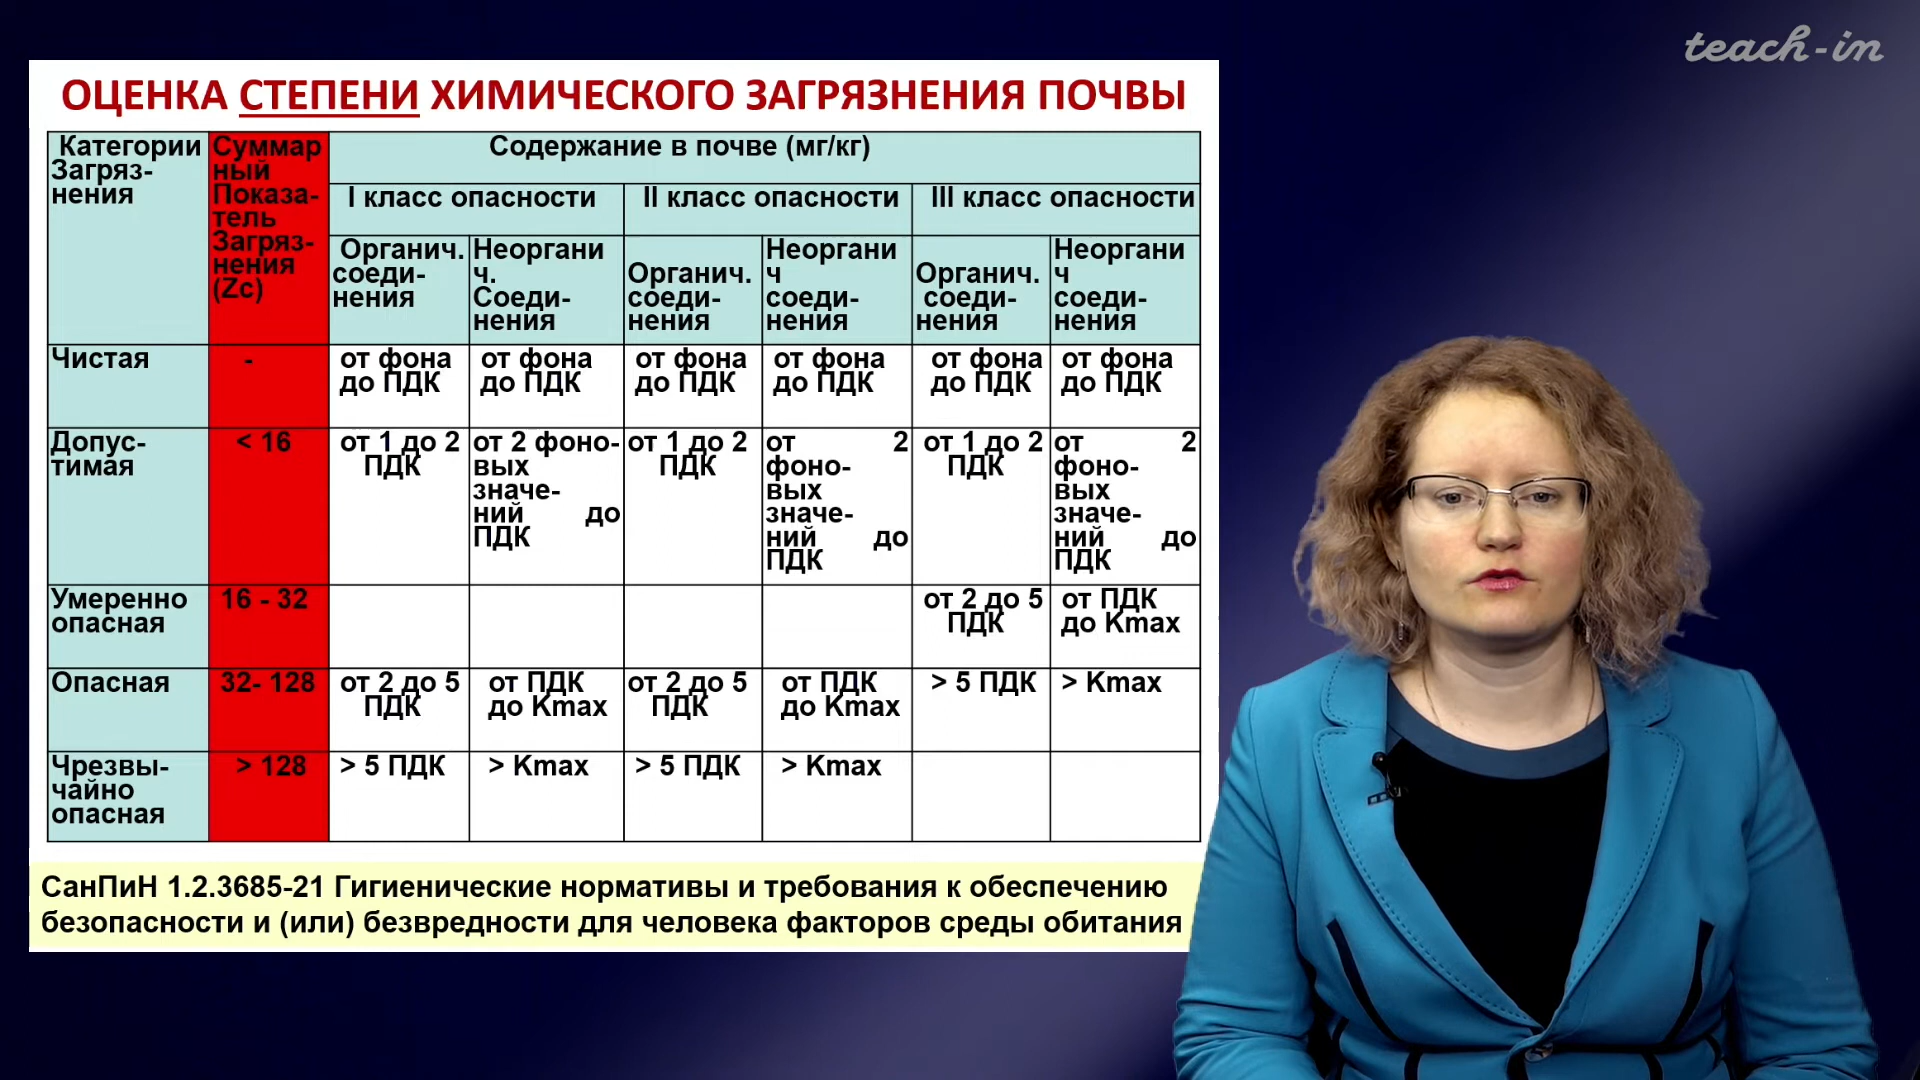 teach-in
ОЦЕНКА СТЕПЕНИ ХИМИЧЕСКОГО ЗАГРЯЗНЕНИЯ ПОЧВЫ
Категории
Загряз-
нения
Суммар
ный
Показа-
тель
Загряз-
нения
(Zc)
Содержание в почве (мг/кг)
I класс опасности
II класс опасности
III класс опасности
Органич.
соеди-
нения
Неоргани
ч.
Соеди-
нения
Органич.
соеди-
нения
Неоргани
ч
соеди-
нения
Органич.
соеди-
нения
Неоргани
ч
соеди-
нения
Чистая
-
от фона
до ПДК
от фона
до ПДК
от фона
до ПДК
от фона
до ПДК
от фона
до ПДК
от фона
до ПДК
Допус-
тимая
< 16
от 1 до 2
ПДК
от 2 фоно-
вых
значе-
ний до
ПДК
от 1 до 2
ПДК
от 2
фоно-
вых
значе-
ний до
ПДК
от 1 до 2
ПДК
от 2
фоно-
вых
значе-
ний до
ПДК
Умеренно
опасная
16 - 32
от 2 до 5
ПДК
от ПДК
до Kmax
Опасная
32- 128
от 2 до 5
ПДК
от ПДК
до Kmax
от 2 до 5
ПДК
от ПДК
до Kmax
> 5 ПДК
> Kmax
Чрезвы-
чайно
опасная
> 128
> 5 ПДК
> Kmax
> 5 ПДК
> Kmax
СанПиН 1.2.3685-21 Гигиенические нормативы и требования к обеспечению
безопасности и (или) безвредности для человека факторов среды обитания